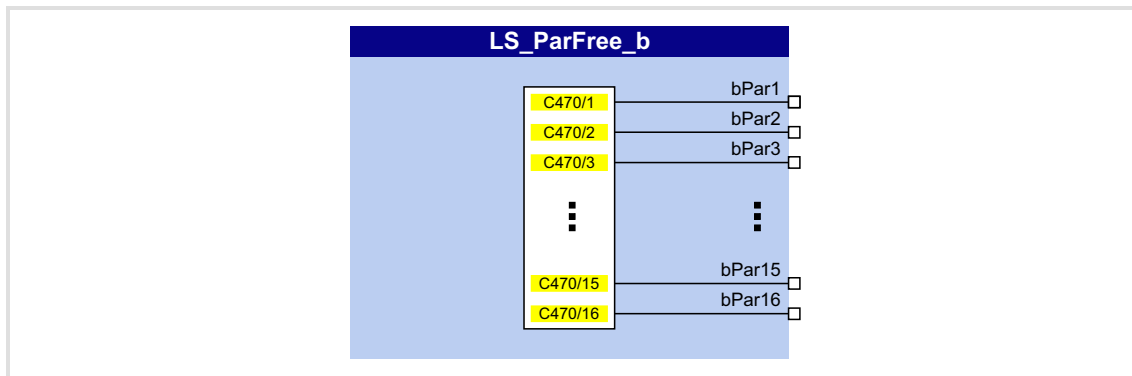 LS_ParFree_b
C470/1 bPar1
C470/2 bPar2
C470/3 bPar3
C470/15 bPar15
C470/16 bPar16